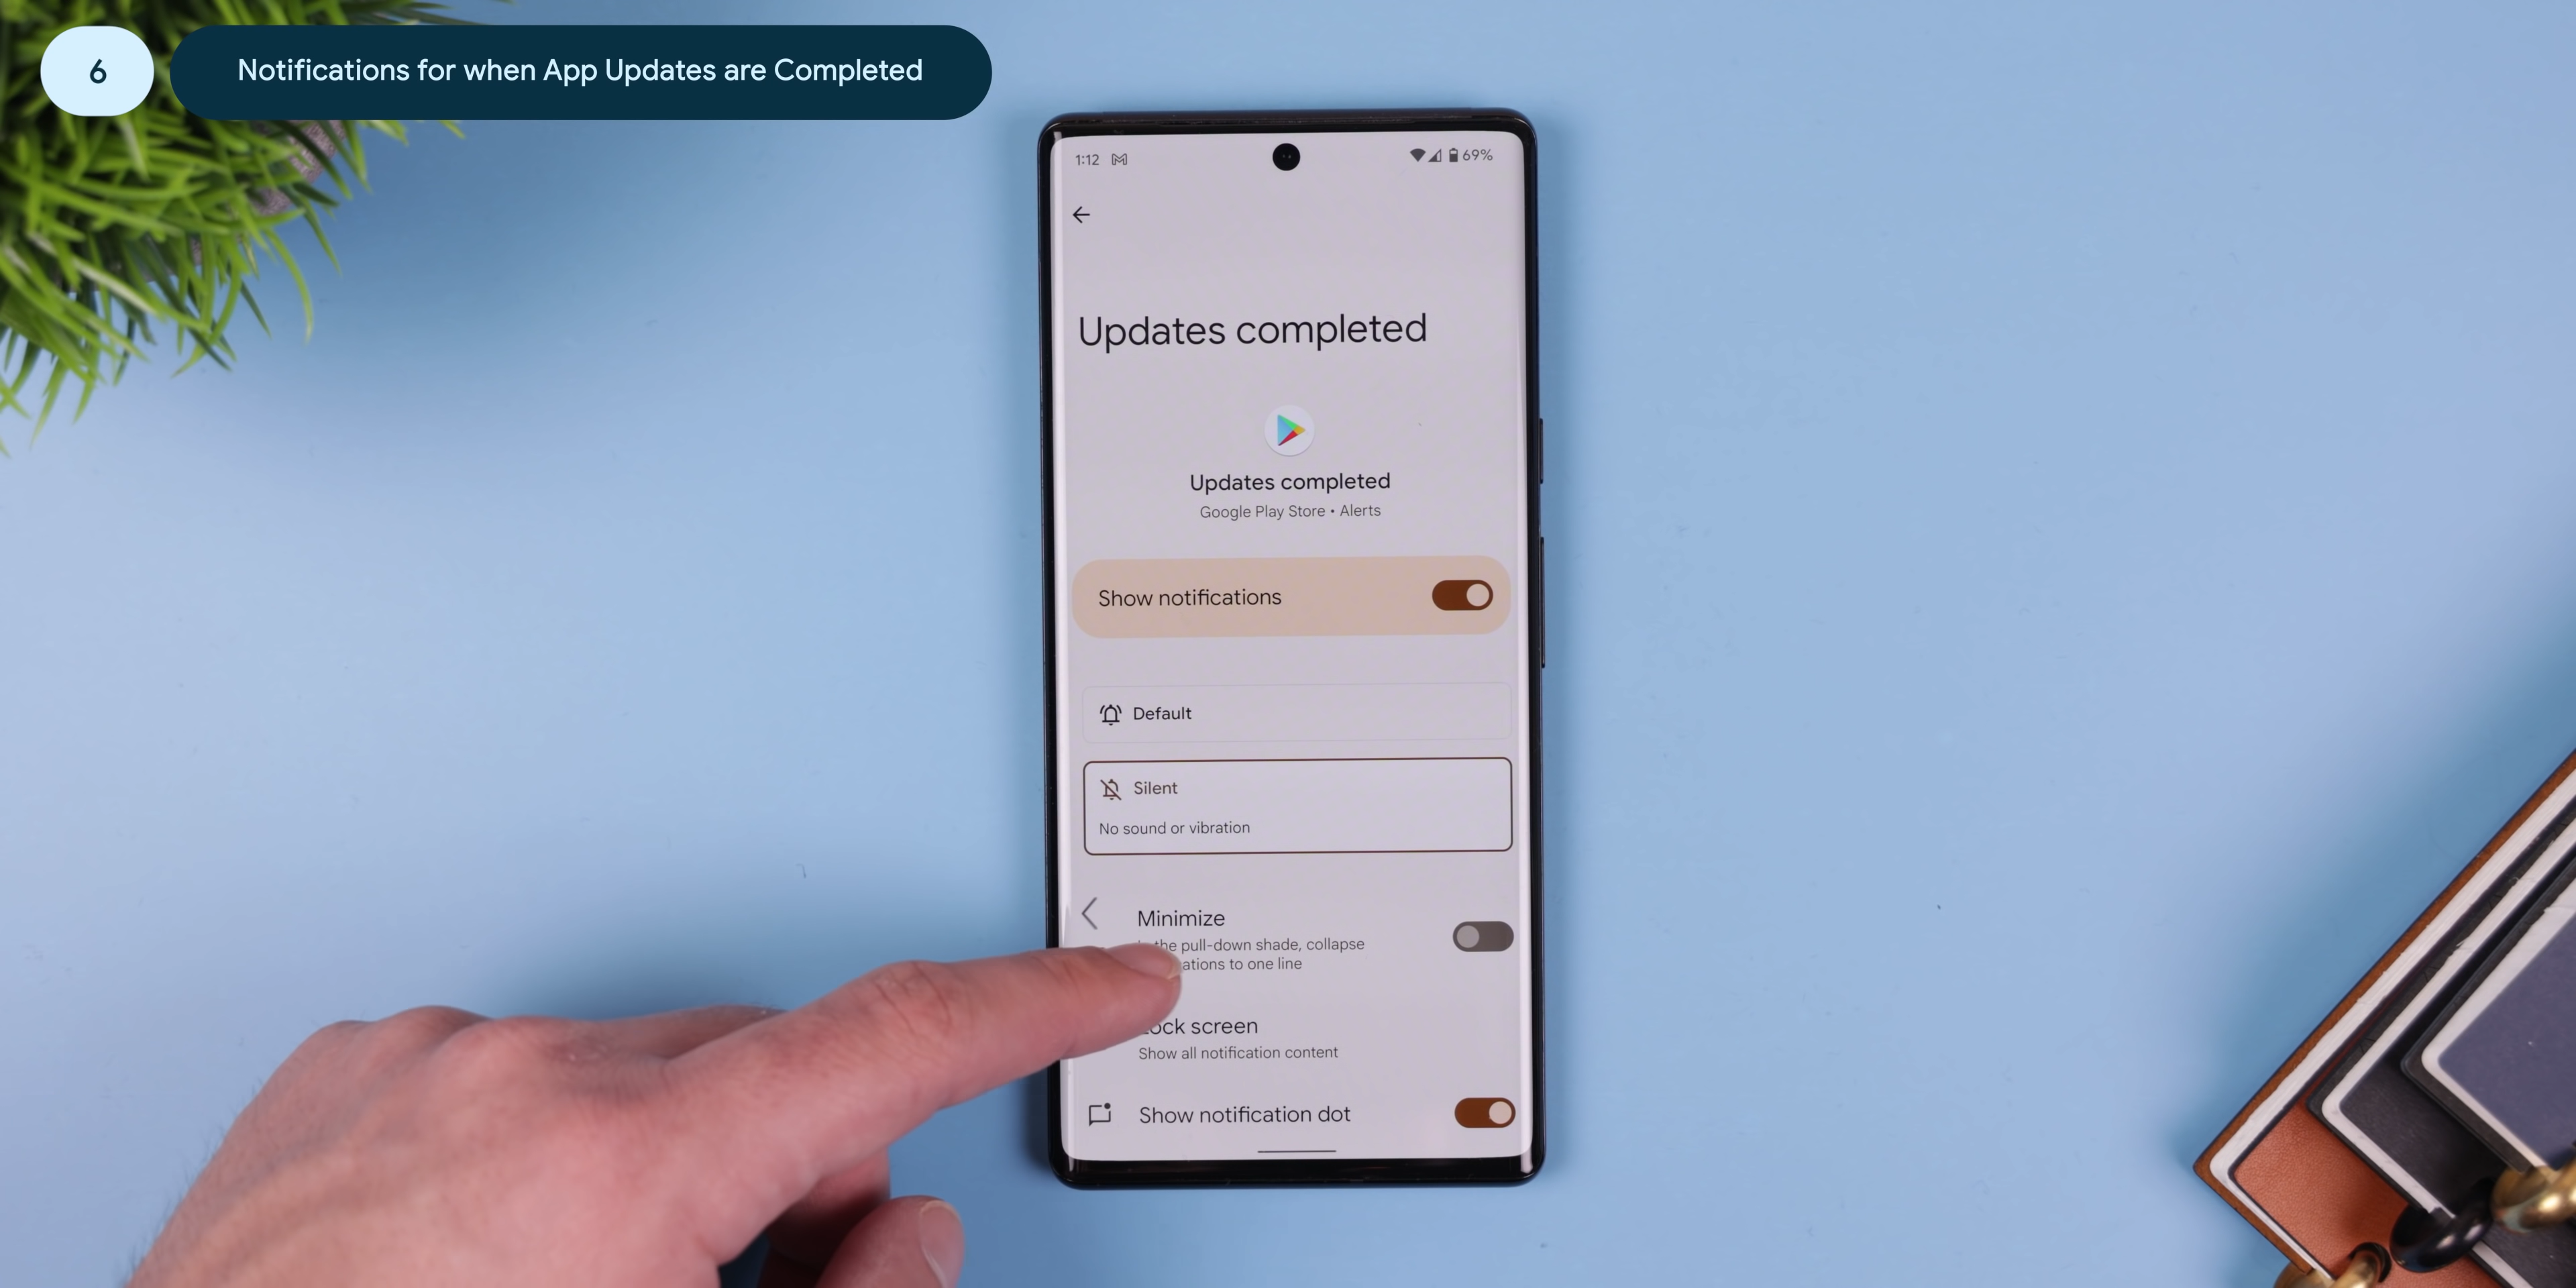 6
Notifications for when App Updates are Completed
1:12
69%
Updates completed
Updates completed
Google Play Store • Alerts
Show notifications
Default
Silent
No sound or vibration
Minimize
the pull-down shade, collapse
to one line
screen
Show all notification content
Show notification dot